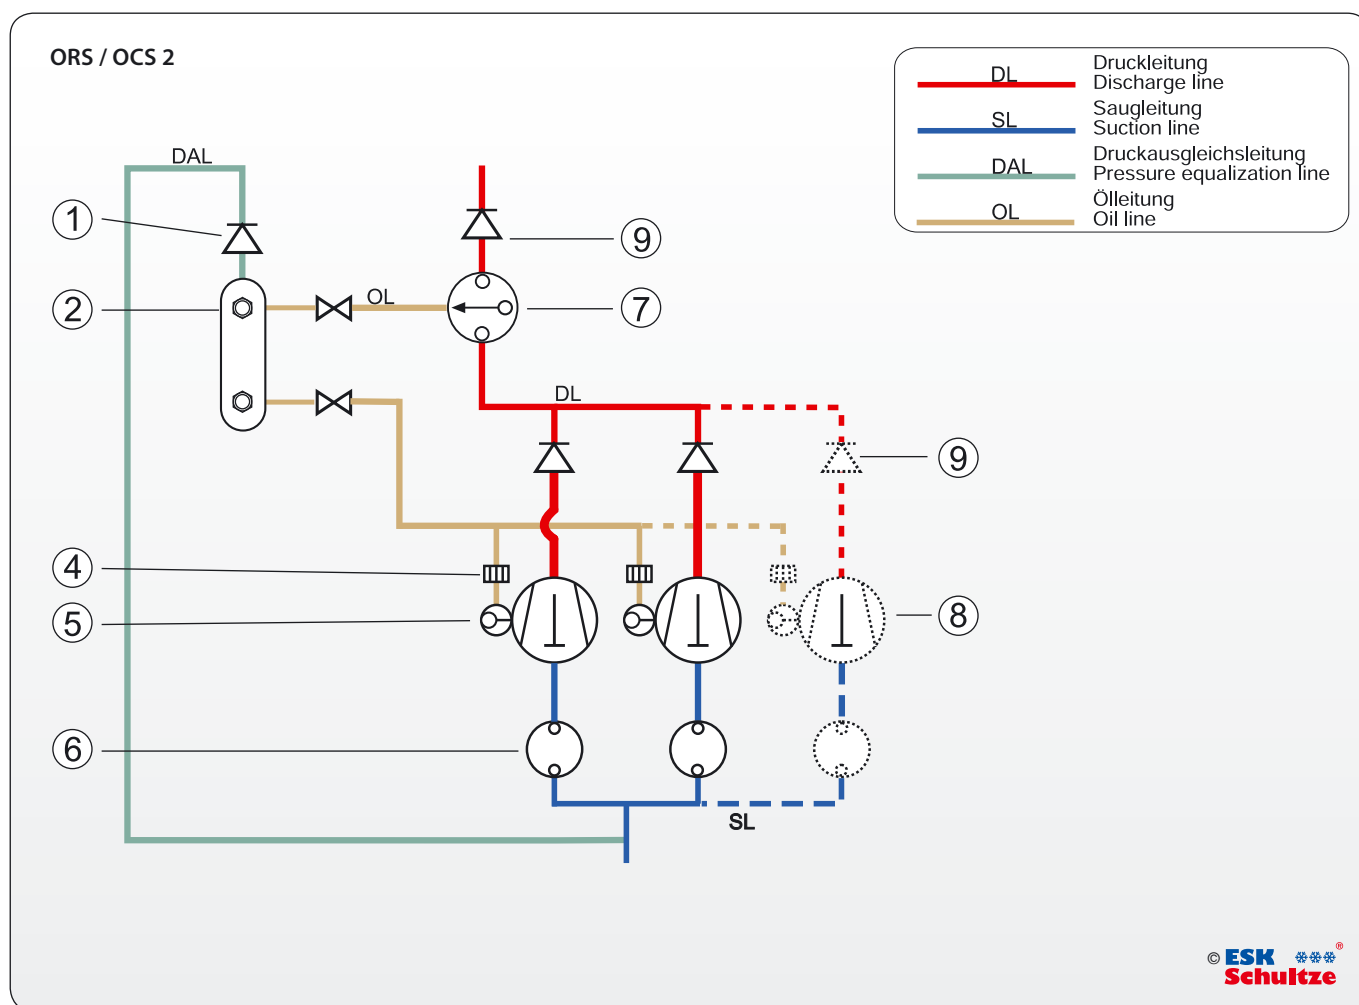 ORS / OCS 2
DL
Druckleitung
Discharge line
SL
Saugleitung
Suction line
DAL
Druckausgleichsleitung
Pressure equalization line
OL
Ölleitung
Oil line
DAL
1
9
2
OL
7
DL
9
4
5
8
6
SL
© ESK ®
Schultze